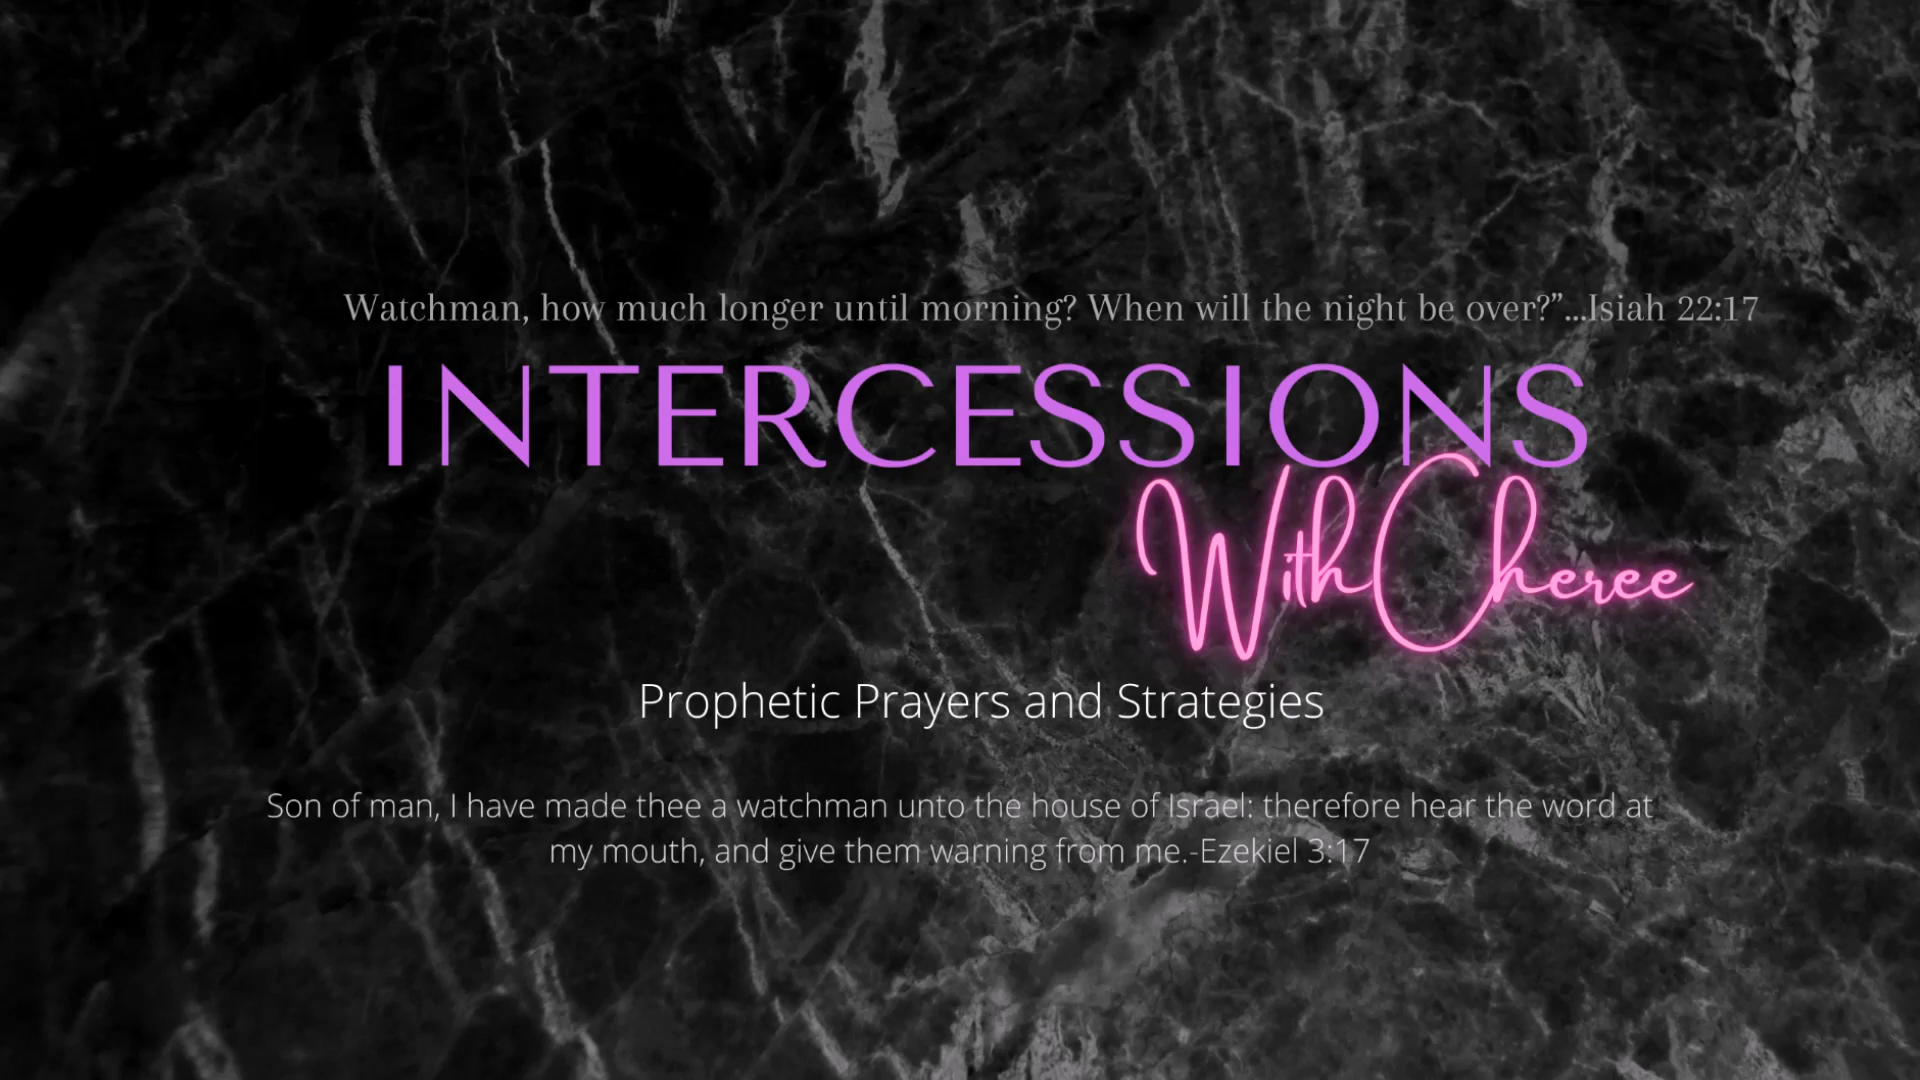 Watchman, how much longer until morning? When will the night be over?”...Isiah 22:17
INTERCESSIONS
With Cheree
Prophetic Prayers and Strategies
Son of man, I have made thee a watchman unto the house of Israel: therefore hear the word at
my mouth, and give them warning from me.-Ezekiel 3:17